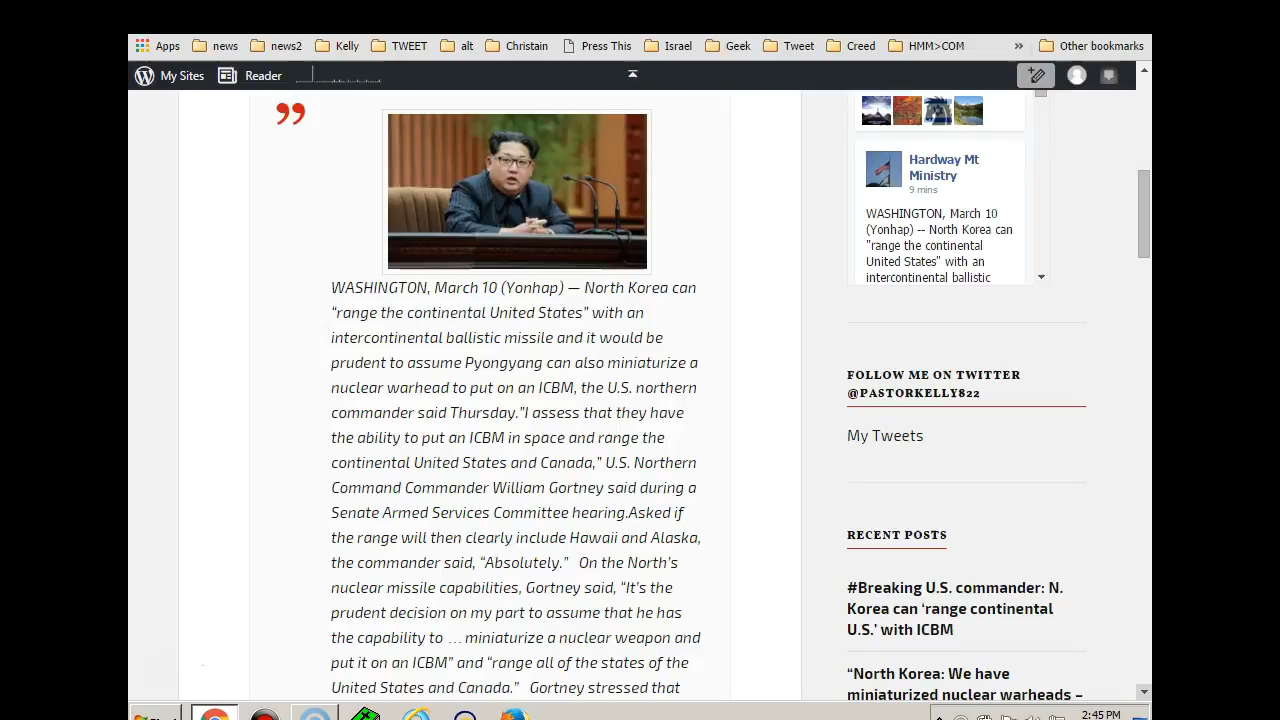 Apps news news2 Kelly TWEET alt Christain Press This Israel Geek Tweet Creed HMM>COM » Other bookmarks
My Sites Reader
”
WASHINGTON, March 10 (Yonhap) — North Korea can
“range the continental United States” with an
intercontinental ballistic missile and it would be
prudent to assume Pyongyang can also miniaturize a
nuclear warhead to put on an ICBM, the U.S. northern
commander said Thursday.”I assess that they have
the ability to put an ICBM in space and range the
continental United States and Canada,” U.S. Northern
Command Commander William Gortney said during a
Senate Armed Services Committee hearing.Asked if
the range will then clearly include Hawaii and Alaska,
the commander said, “Absolutely.” On the North’s
nuclear missile capabilities, Gortney said, “It’s the
prudent decision on my part to assume that he has
the capability to … miniaturize a nuclear weapon and
put it on an ICBM” and “range all of the states of the
United States and Canada.” Gortney stressed that
Hardway Mt
Ministry
9 mins
WASHINGTON, March 10
(Yonhap) -- North Korea can
"range the continental
United States" with an
intercontinental ballistic
FOLLOW ME ON TWITTER
@PASTORKELLY822
My Tweets
RECENT POSTS
#Breaking U.S. commander: N.
Korea can ‘range continental
U.S.’ with ICBM
“North Korea: We have
miniaturized nuclear warheads –
2:45 PM